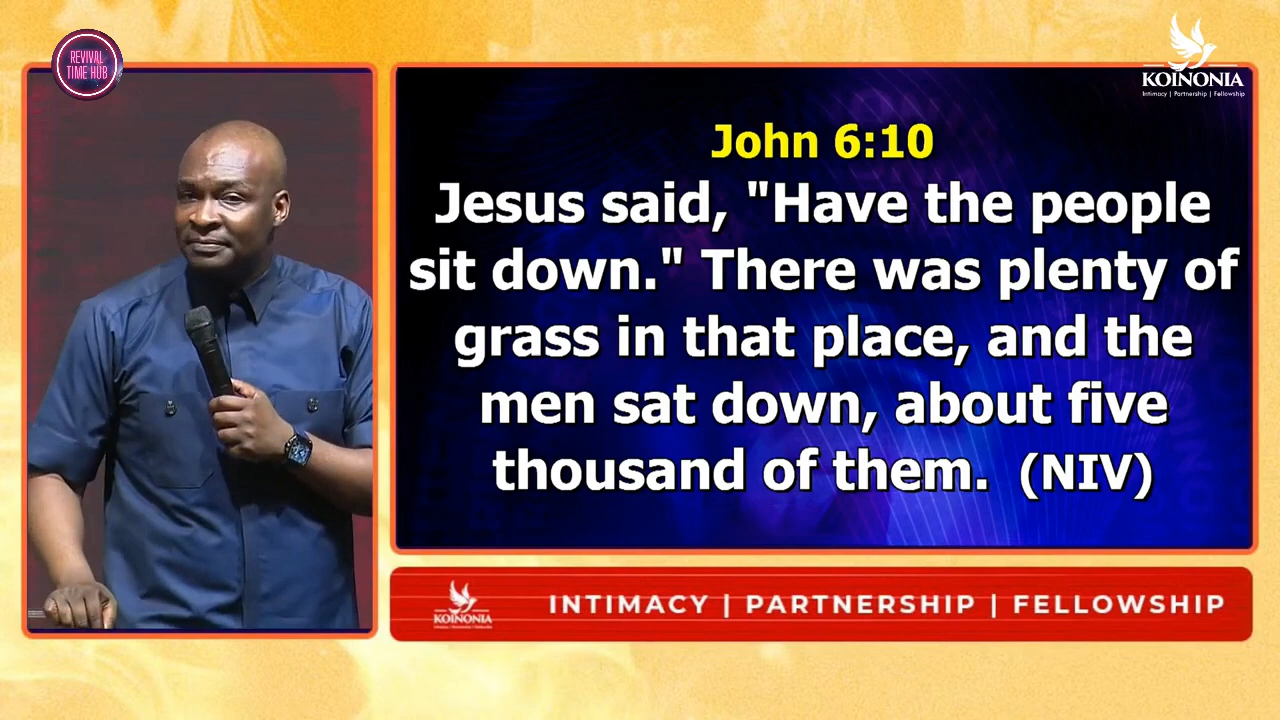 REVIVAL
TIME HUB
KOINONIA
Intimacy | Partnership | Fellowship
John 6:10
Jesus said, "Have the people
sit down." There was plenty of
grass in that place, and the
men sat down, about five
thousand of them. (NIV)
KOINONIA
INTIMACY | PARTNERSHIP | FELLOWSHIP